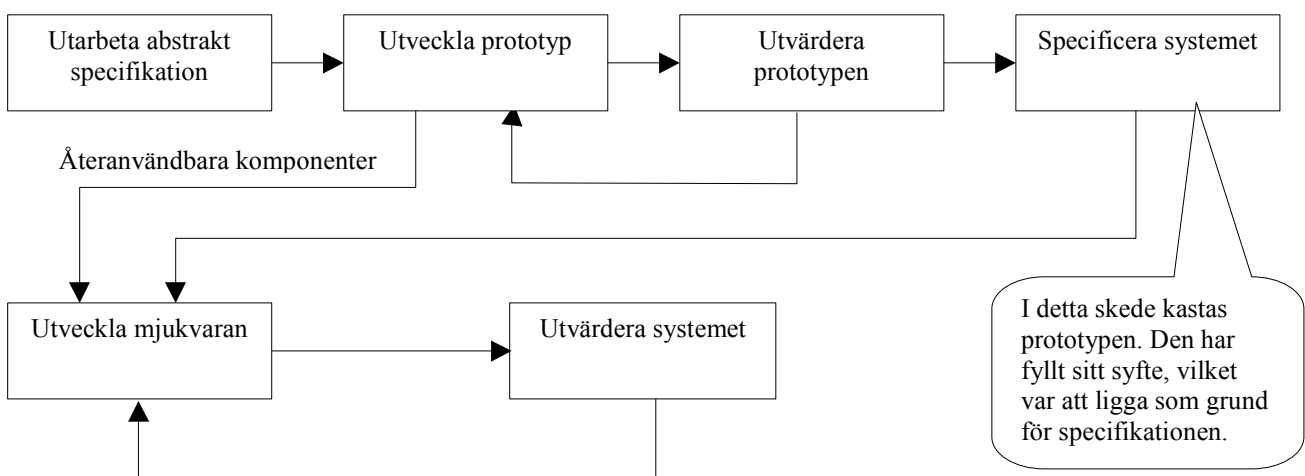 Utarbeta abstrakt
specifikation
Utveckla prototyp
Utvärdera
prototypen
Specificera systemet
Återanvändbara komponenter
Utveckla mjukvaran
Utvärdera systemet
I detta skede kastas
prototypen. Den har
fyllt sitt syfte, vilket
var att ligga som grund
för specifikationen.